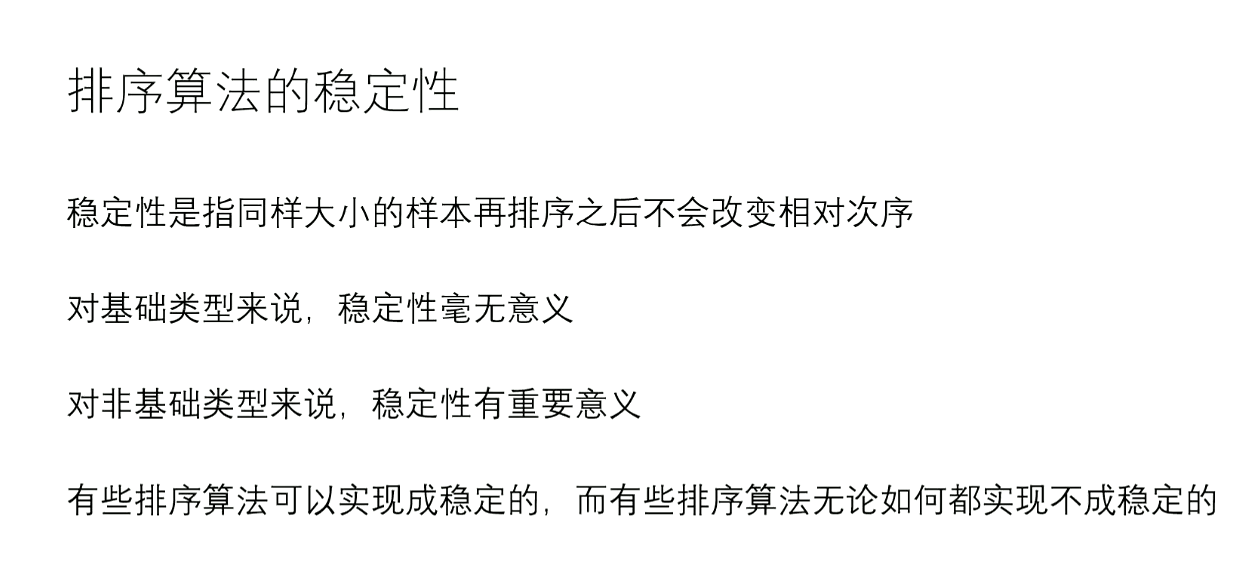 排序算法的稳定性
稳定性是指同样大小的样本再排序之后不会改变相对次序
对基础类型来说，稳定性毫无意义
对非基础类型来说，稳定性有重要意义
有些排序算法可以实现成稳定的，而有些排序算法无论如何都实现不成稳定的